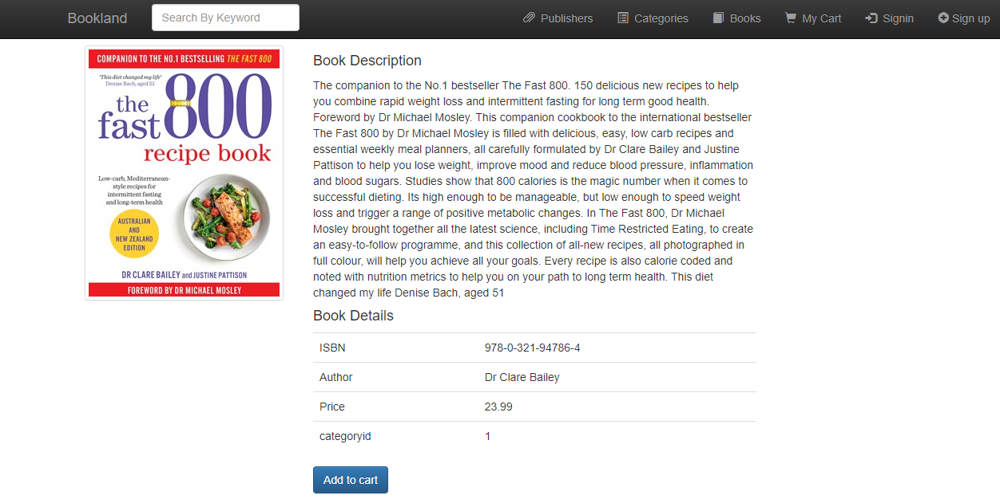 Bookland
Search By Keyword
Publishers
Categories
Books
My Cart
Signin
Sign up
COMPANION TO THE NO.1 BESTSELLING THE FAST 800
'This diet changed my life'
Denise Bach, aged 51
the
fast 800
recipe book
Low-carb, Mediterranean-
style recipes for
intermittent fasting
and long-term health
AUSTRALIAN
AND
NEW ZEALAND
EDITION
DR CLARE BAILEY and JUSTINE PATTISON
FOREWORD BY DR MICHAEL MOSLEY
Book Description
The companion to the No.1 bestseller The Fast 800. 150 delicious new recipes to help
you combine rapid weight loss and intermittent fasting for long term good health.
Foreword by Dr Michael Mosley. This companion cookbook to the international bestseller
The Fast 800 by Dr Michael Mosley is filled with delicious, easy, low carb recipes and
essential weekly meal planners, all carefully formulated by Dr Clare Bailey and Justine
Pattison to help you lose weight, improve mood and reduce blood pressure, inflammation
and blood sugars. Studies show that 800 calories is the magic number when it comes to
successful dieting. Its high enough to be manageable, but low enough to speed weight
loss and trigger a range of positive metabolic changes. In The Fast 800, Dr Michael
Mosley brought together all the latest science, including Time Restricted Eating, to create
an easy-to-follow programme, and this collection of all-new recipes, all photographed in
full colour, will help you achieve all your goals. Every recipe is also calorie coded and
noted with nutrition metrics to help you on your path to long term health. This diet
changed my life Denise Bach, aged 51
Book Details
ISBN 978-0-321-94786-4
Author Dr Clare Bailey
Price 23.99
categoryid 1
Add to cart